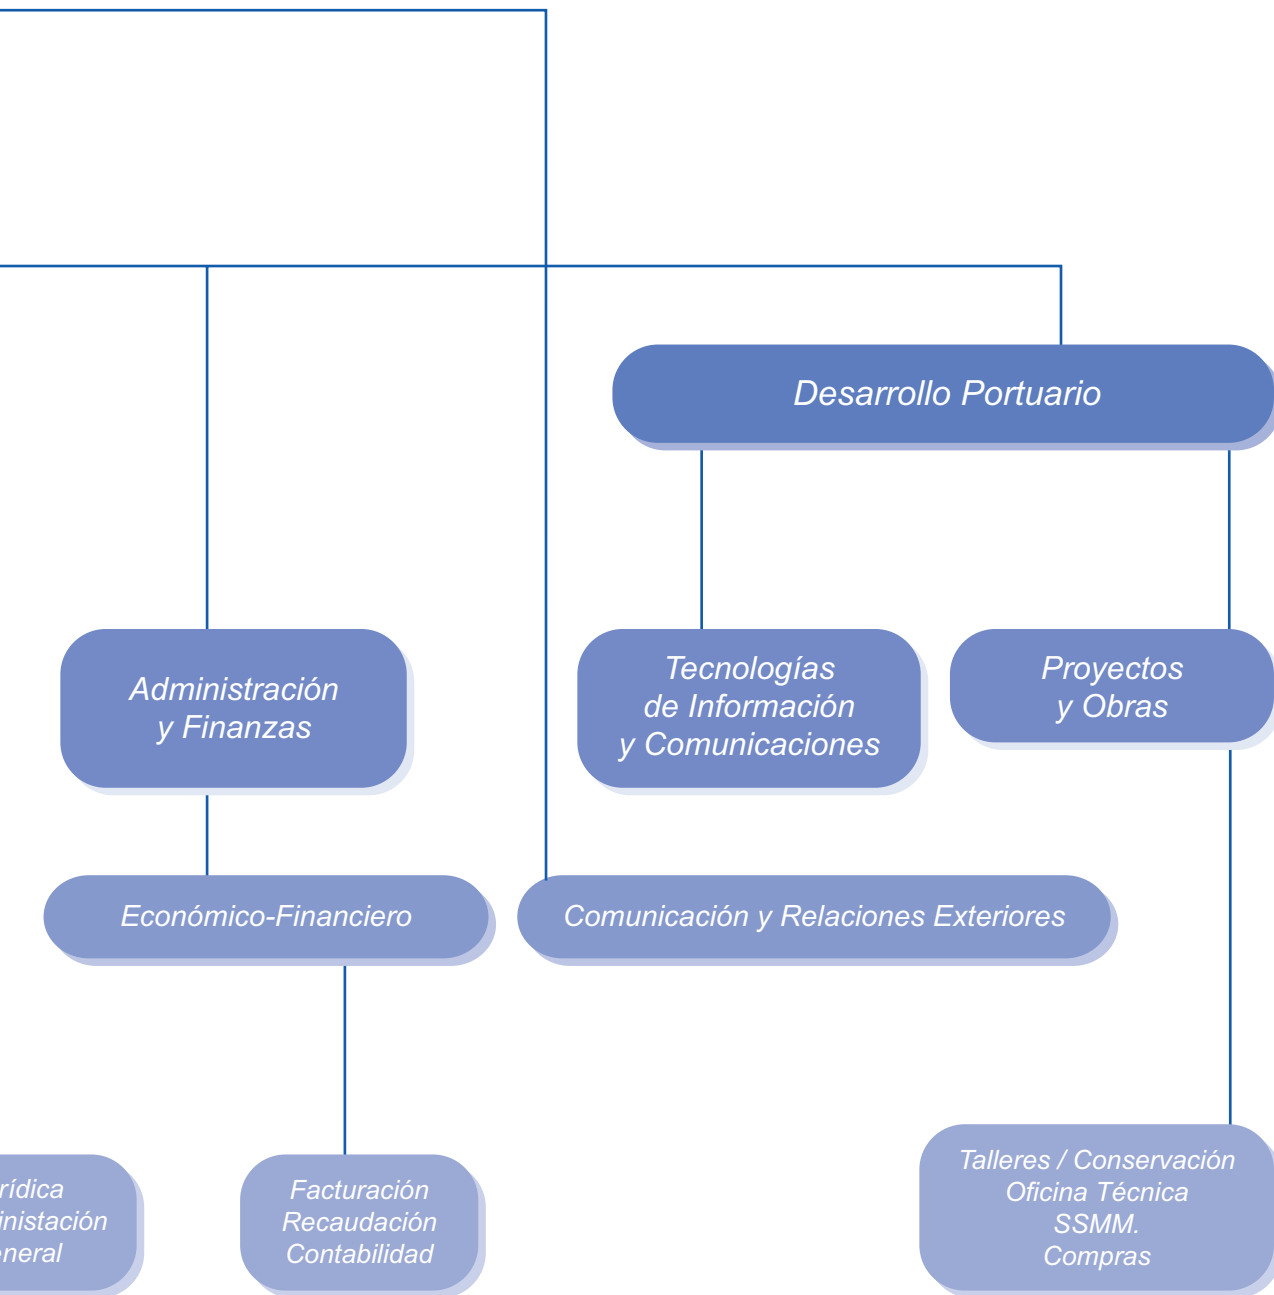 Desarrollo Portuario
Administración
y Finanzas
Tecnologías
de Información
y Comunicaciones
Proyectos
y Obras
Económico-Financiero
Comunicación y Relaciones Exteriores
Facturación
Recaudación
Contabilidad
Talleres / Conservación
Oficina Técnica
SSMM.
Compras